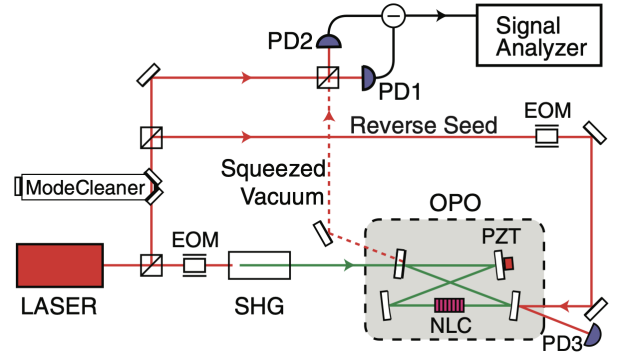 PD2
Signal
Analyzer
PD1
EOM
Reverse Seed
ModeCleaner
Squeezed
Vacuum
OPO
EOM
PZT
LASER
SHG
NLC
PD3